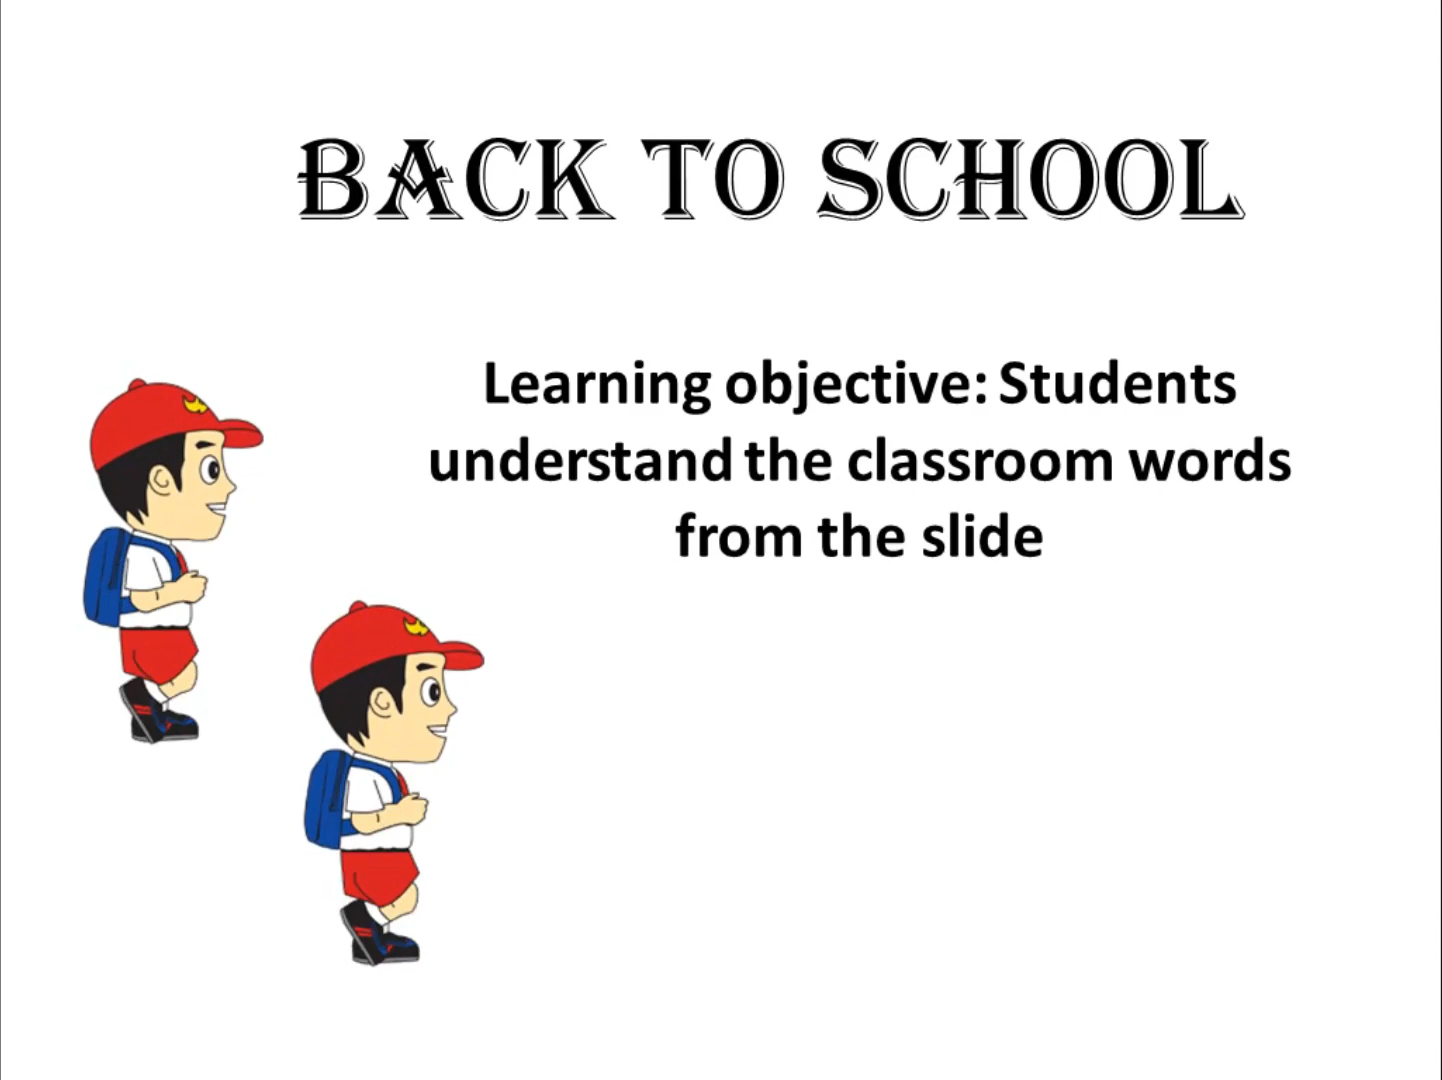 BACK TO SCHOOL
Learning objective: Students
understand the classroom words
from the slide